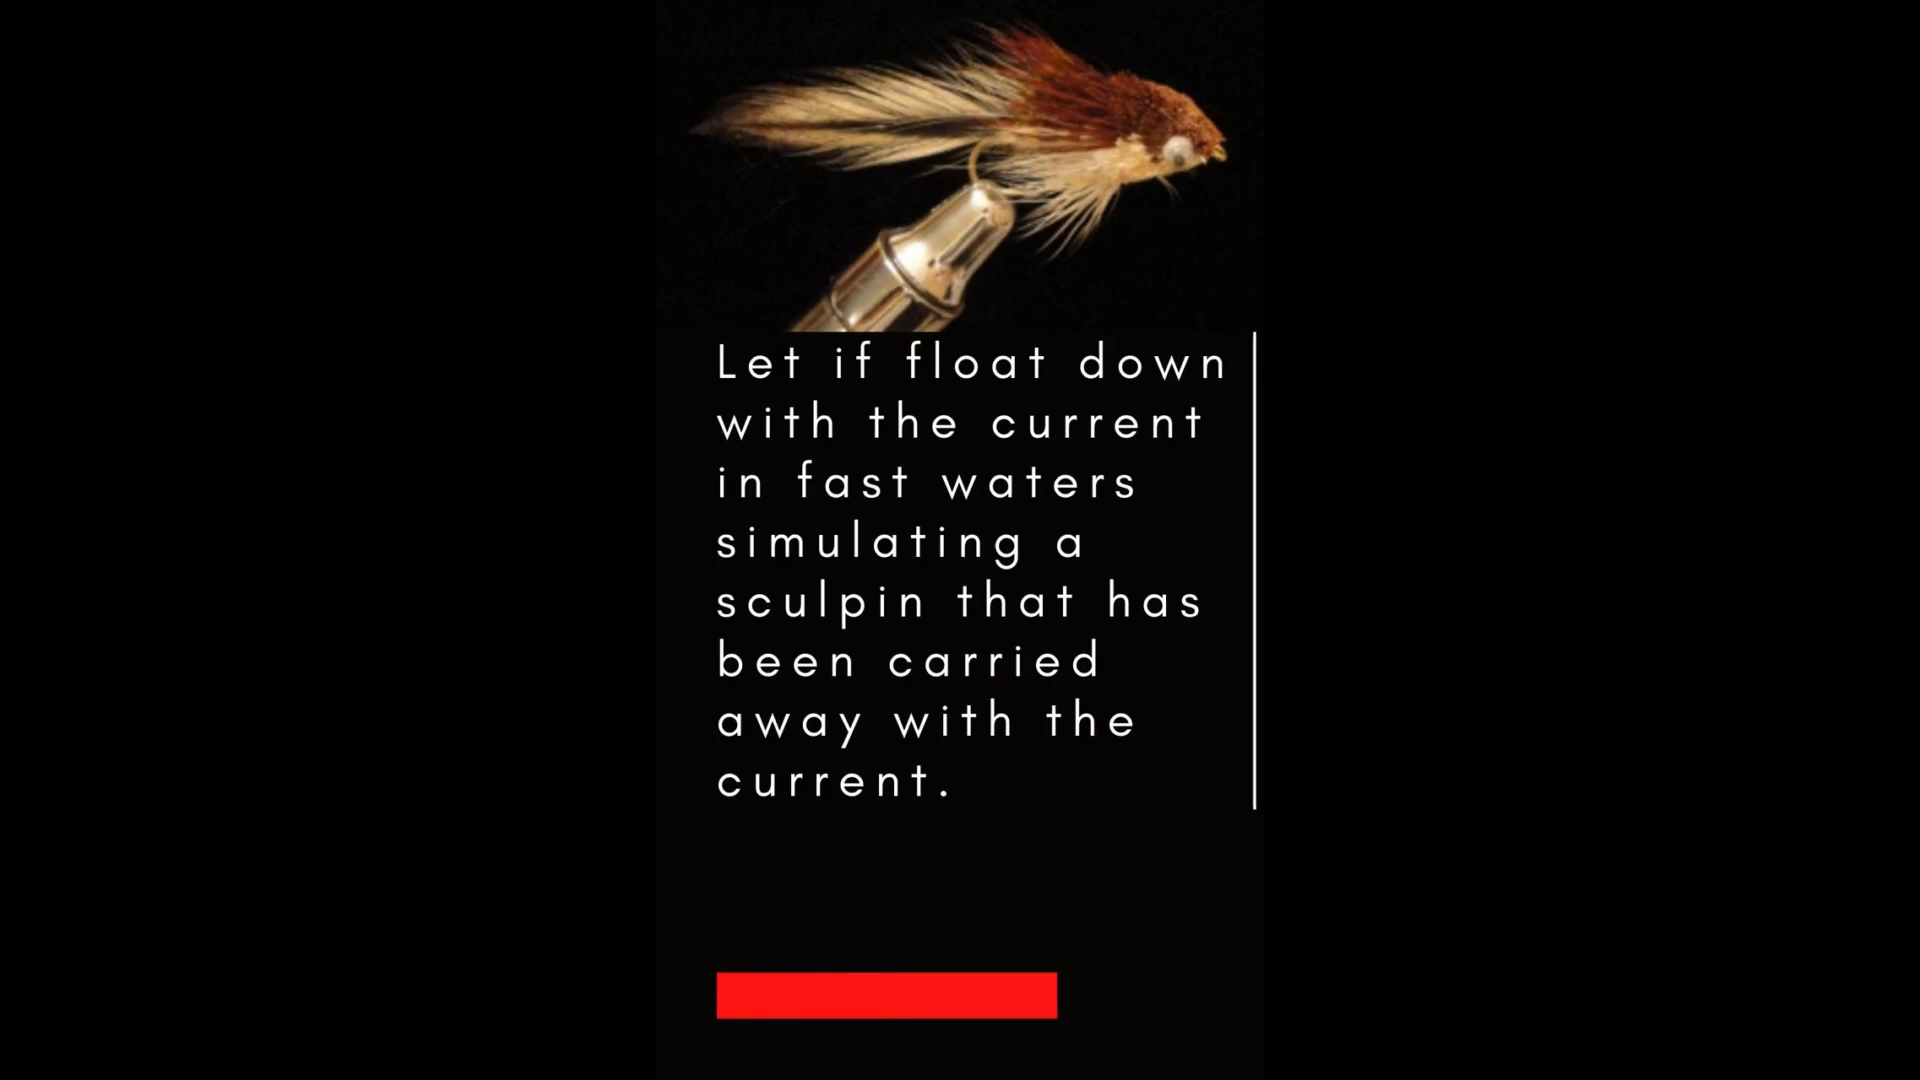 Let if float down
with the current
in fast waters
simulating a
sculpin that has
been carried
away with the
current.